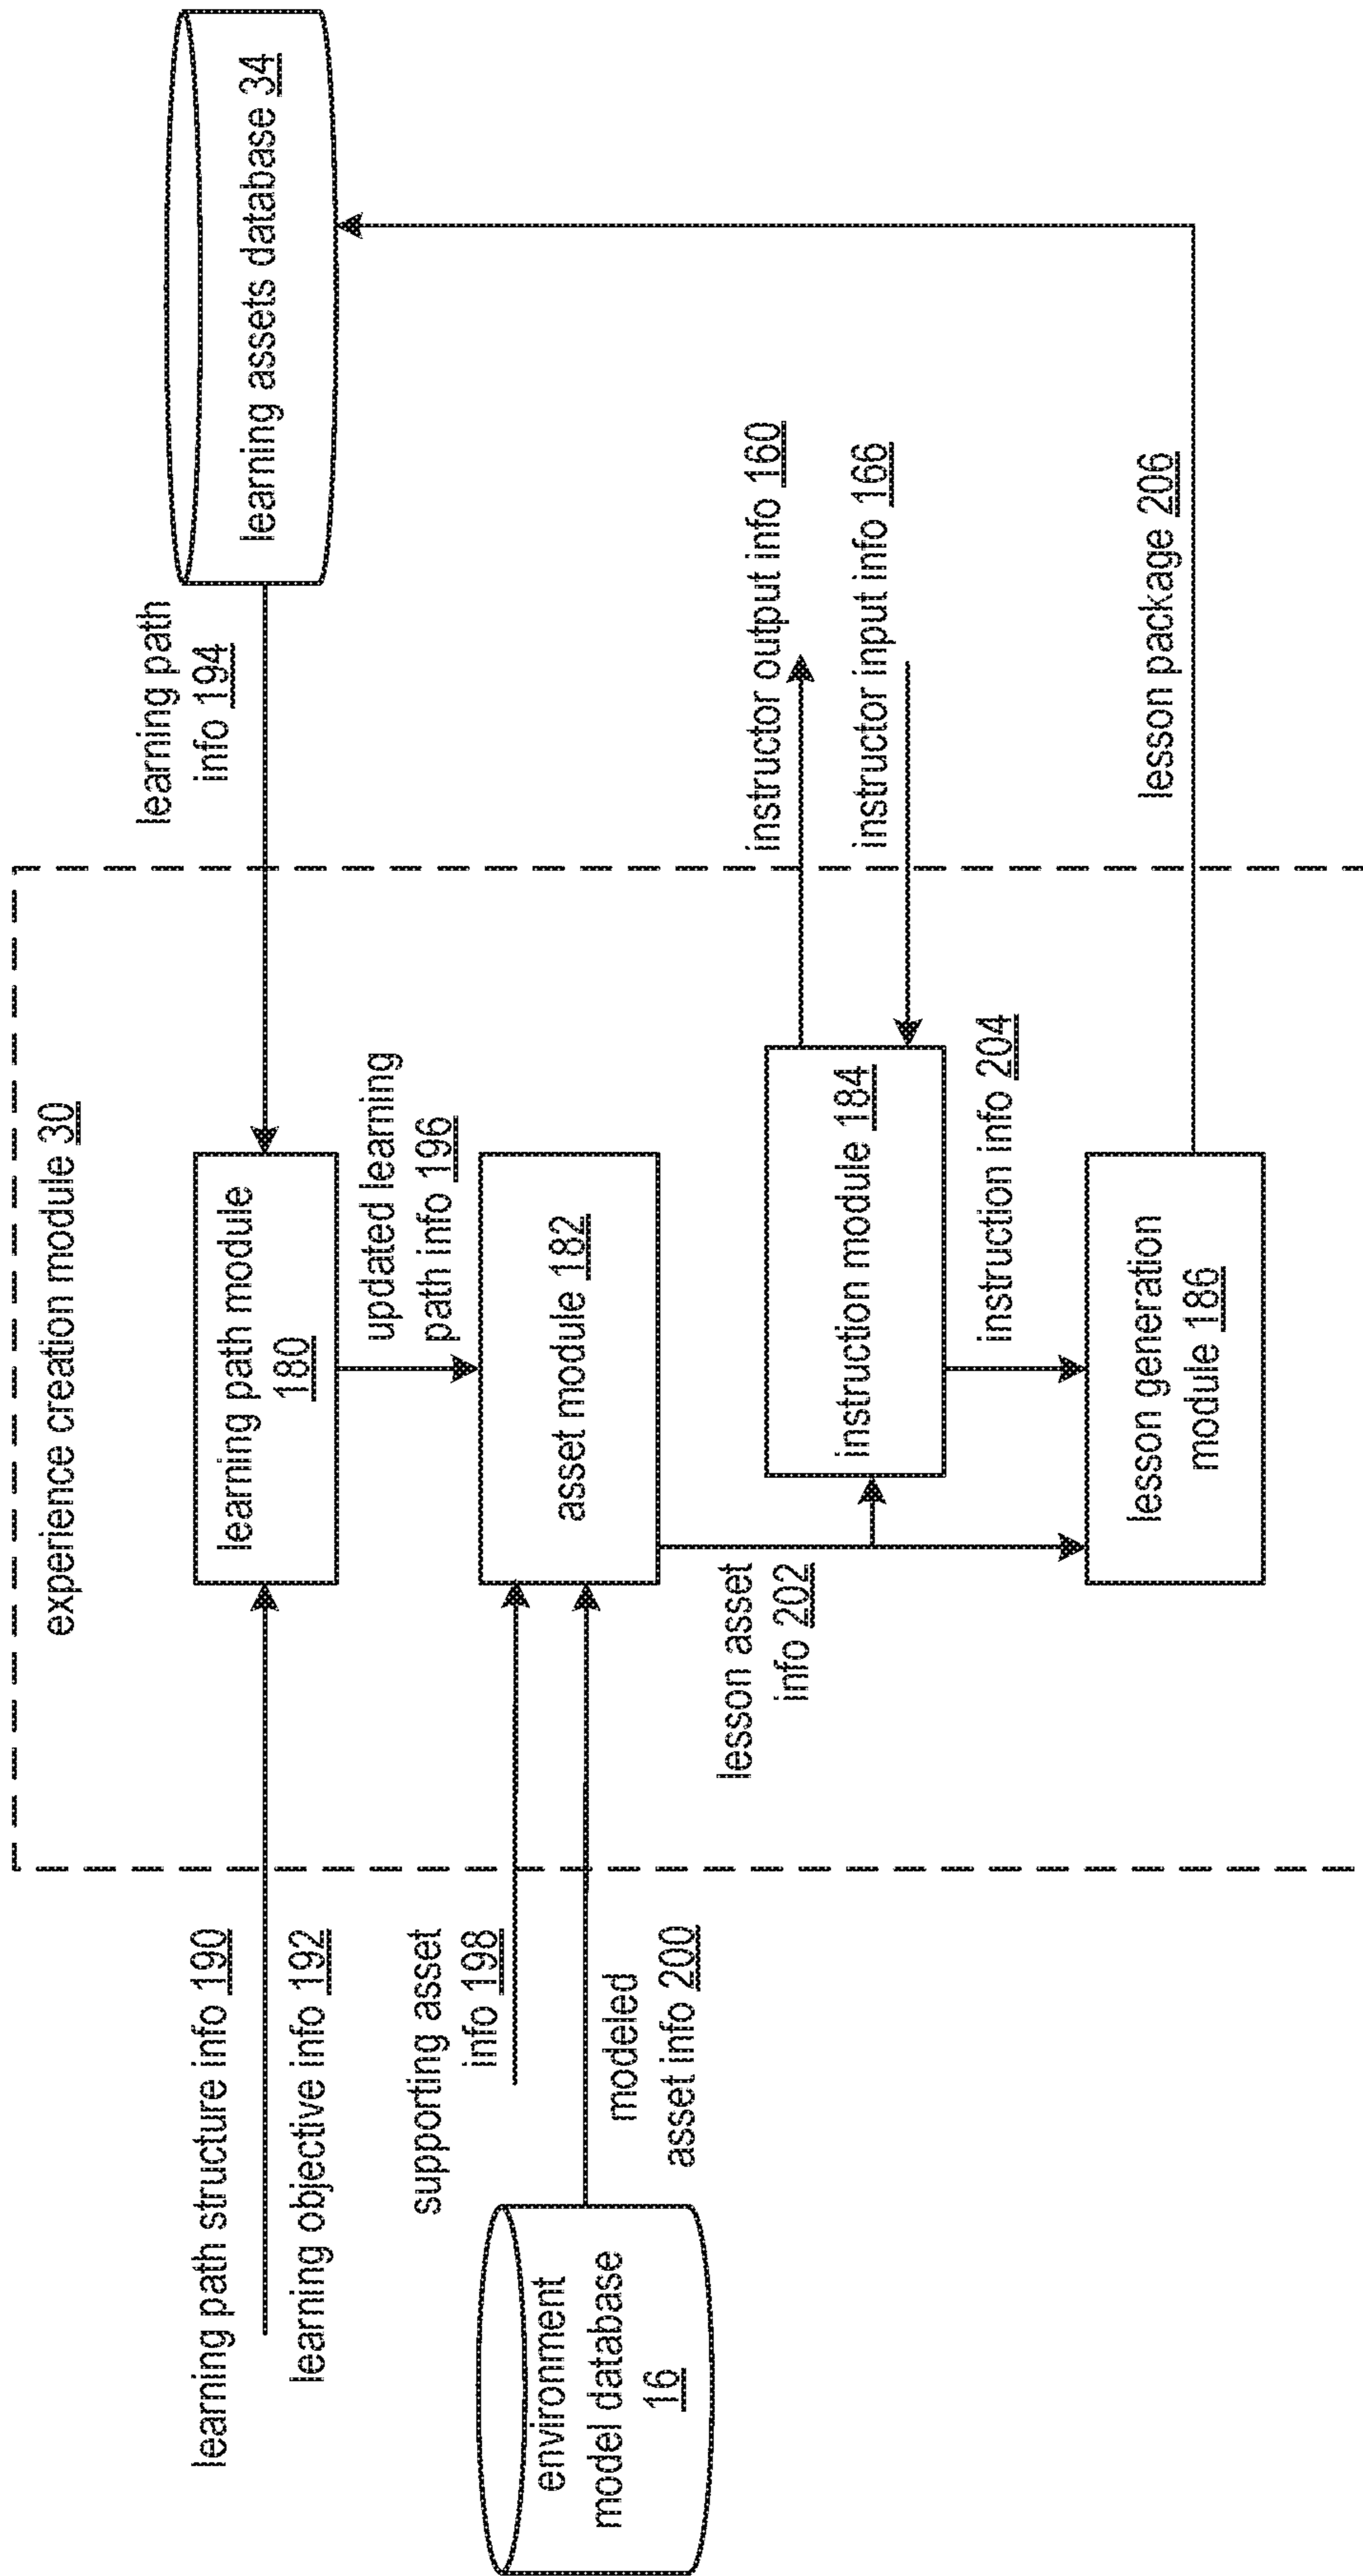 experience creation module 30
learning path structure info 190
learning objective info 192
learning path module
180
learning path
info 194
learning assets database 34
updated learning
path info 196
supporting asset
info 198
asset module 182
environment
model database
16
modeled
asset info 200
lesson asset
info 202
instruction module 184
instructor output info 160
instructor input info 166
instruction info 204
lesson generation
module 186
lesson package 206